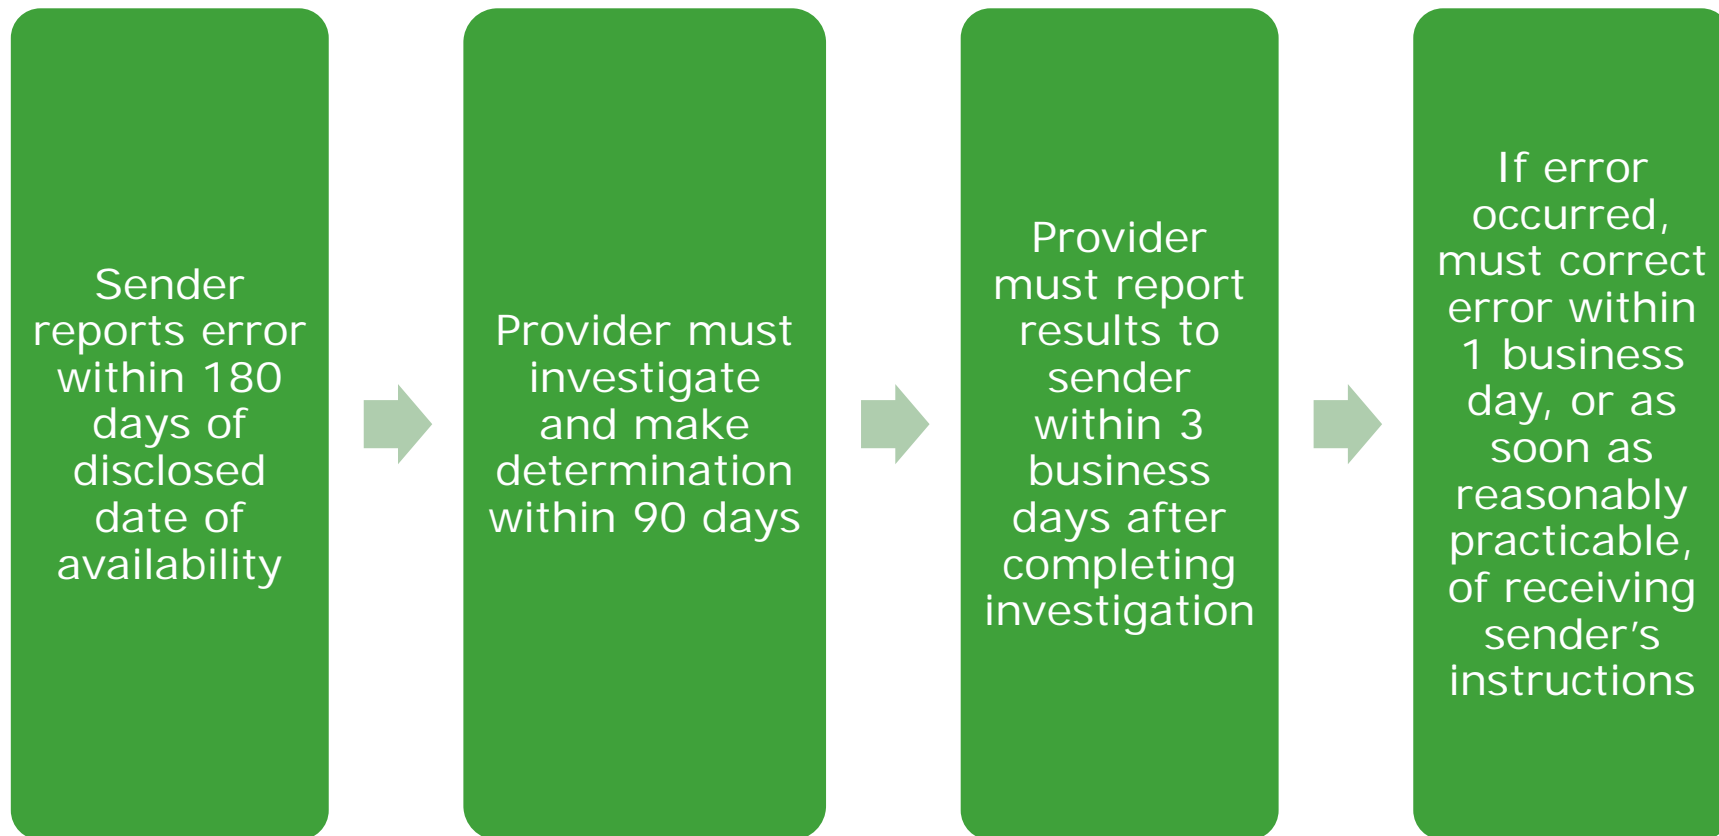 Sender
reports error
within 180
days of
disclosed
date of
availability
Provider must
investigate
and make
determination
within 90 days
Provider
must report
results to
sender
within 3
business
days after
completing
investigation
If error
occurred,
must correct
error within
1 business
day, or as
soon as
reasonably
practicable,
of receiving
sender’s
instructions